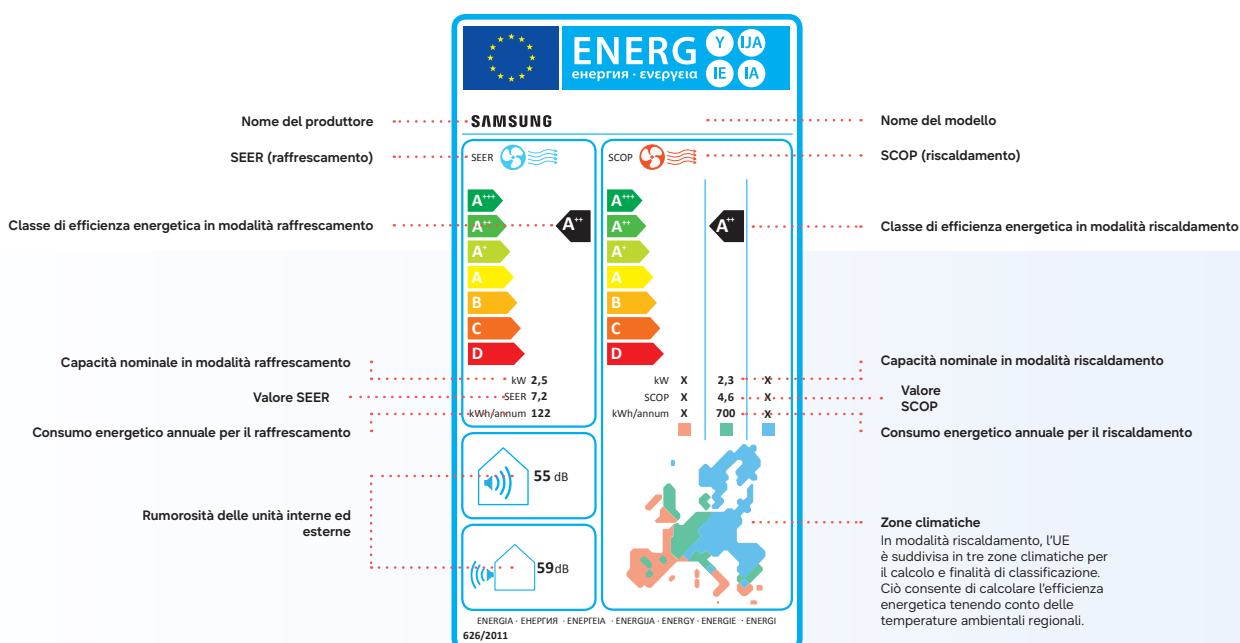 ENERG
Y
IJA
IE
IA
енергия · ενεργεια
Nome del produttore
SAMSUNG
Nome del modello
SEER (raffrescamento)
SEER
SCOP
SCOP (riscaldamento)
A+++
A++
A+
A
B
C
D
A++
A+++
A++
A+
A
B
C
D
A++
Classe di efficienza energetica in modalità raffrescamento
Classe di efficienza energetica in modalità riscaldamento
Capacità nominale in modalità raffrescamento
kW 2,5
kW X 2,3 X
Capacità nominale in modalità riscaldamento
Valore SEER
SEER 7,2
SCOP X 4,6 X
Valore
SCOP
Consumo energetico annuale per il raffrescamento
kWh/annum 122
kWh/annum X 700 X
Consumo energetico annuale per il riscaldamento
55 dB
Rumorosità delle unità interne ed
esterne
59dB
Zone climatiche
In modalità riscaldamento, l'UE
è suddivisa in tre zone climatiche per
il calcolo e finalità di classificazione.
Ciò consente di calcolare l'efficienza
energetica tenendo conto delle
temperature ambientali regionali.
ENERGIA · ЕНЕРГИЯ · ΕΝΕΡΓΕΙΑ · ENERGIJA · ENERGY · ENERGIE · ENERGI
626/2011